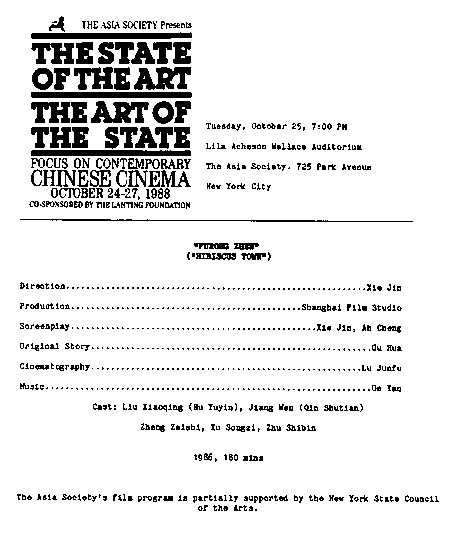 THE ASIA SOCIETY Presents
THE STATE
OF THE ART
THE ART OF
THE STATE
FOCUS ON CONTEMPORARY
CHINESE CINEMA
OCTOBER 24-27, 1988
CO-SPONSORED BY THE LANTING FOUNDATION
Tuesday, October 25, 7:00 PM
Lila Acheson Wallace Auditorium
The Asia Society. 725 Park Avenue
New York City
"FURONG ZHEN"
("HIBISCUS TOWN")
Direction............................................................Xie Jin
Production..............................................Shanghai Film Studio
Screenplay.................................................Xie Jin, Ah Cheng
Original Story........................................................Gu Hua
Cinematography......................................................Lu Junfu
Music.................................................................Ge Yan
Cast: Liu Xiaoqing (Hu Yuyin), Jiang Wen (Qin Shutian)
Zheng Zaishi, Xu Songzi, Zhu Shibin
1986, 180 mins
The Asia Society's film program is partially supported by the New York State Council
of the Arts.